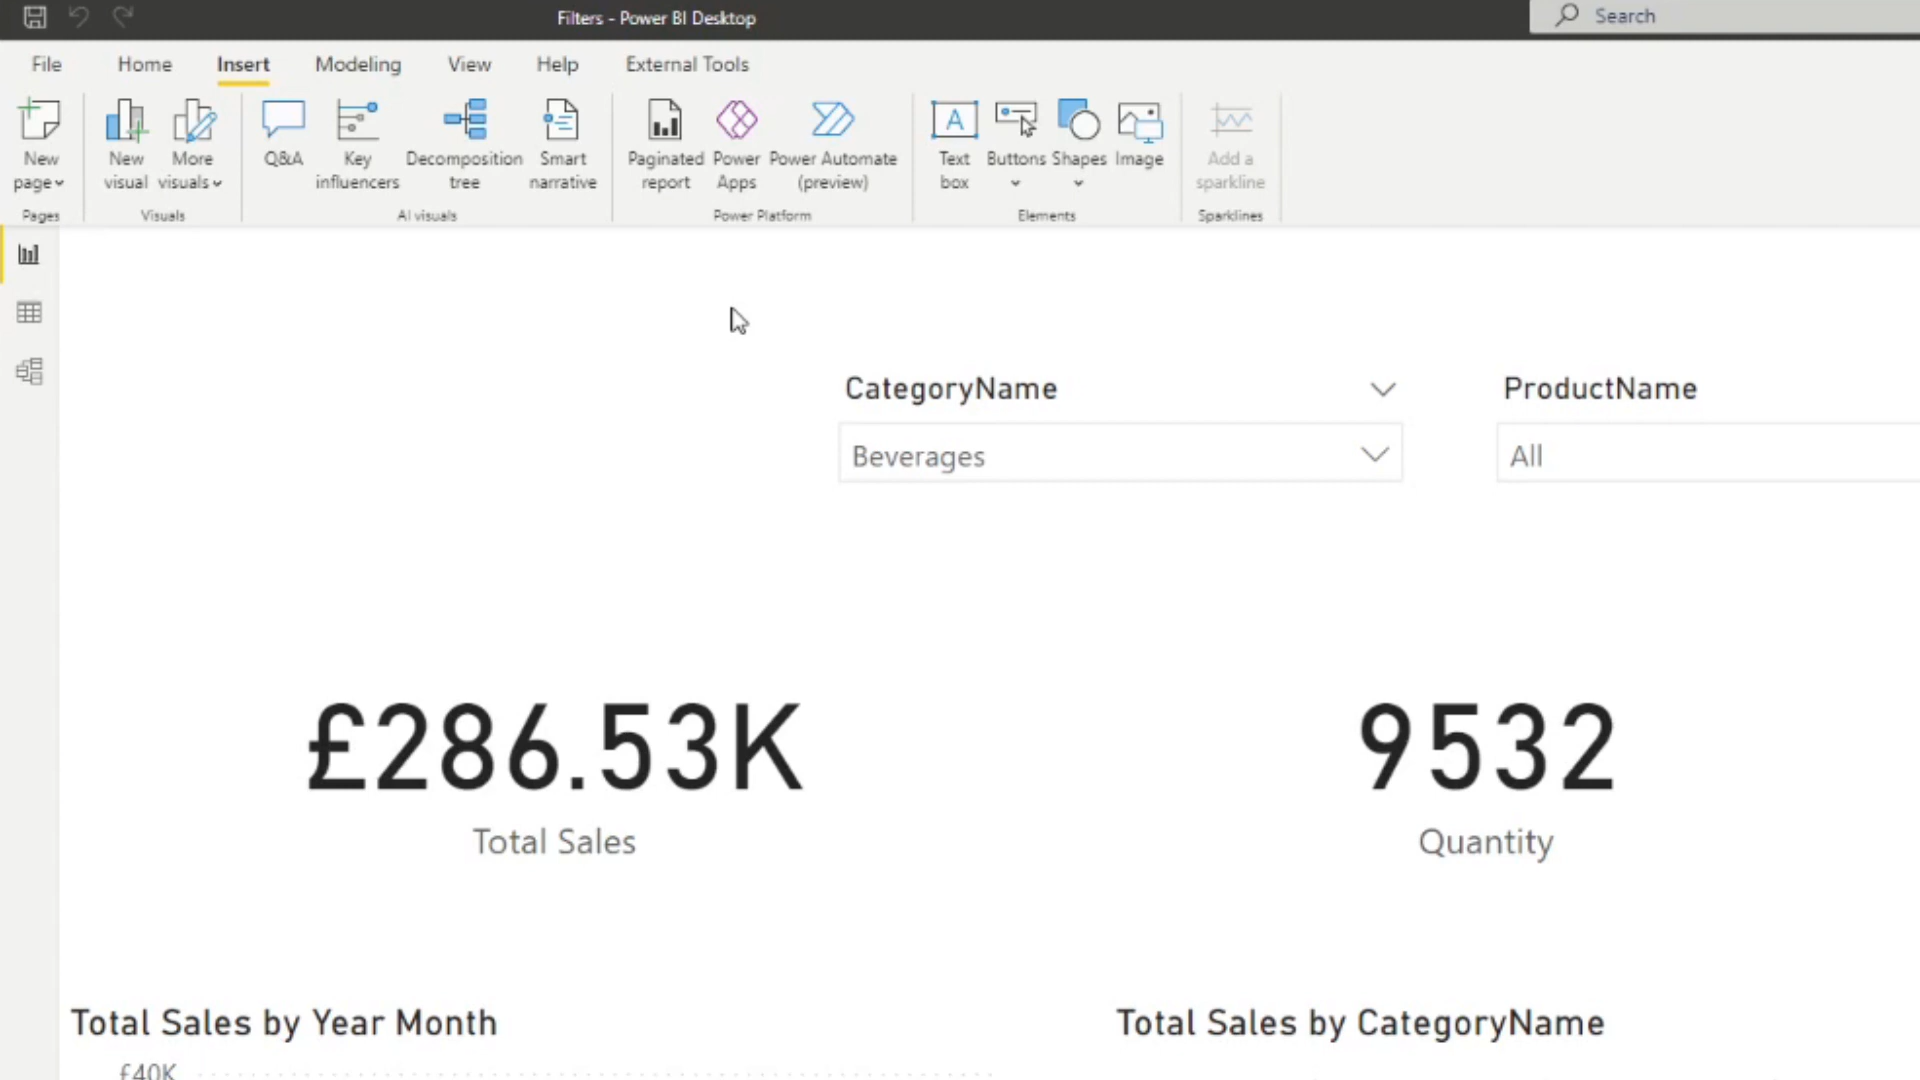 Filters - Power BI Desktop
Search
File Home Insert Modeling View Help External Tools
New page
New visual
More visuals
Q&A
Key influencers
Decomposition tree
Smart narrative
Paginated report
Power Apps
Power Automate (preview)
Text box
Buttons
Shapes
Image
Add a sparkline
Pages Visuals AI visuals Power Platform Elements Sparklines
CategoryName ProductName
Beverages All
£286.53K 9532
Total Sales Quantity
Total Sales by Year Month Total Sales by CategoryName
£40K